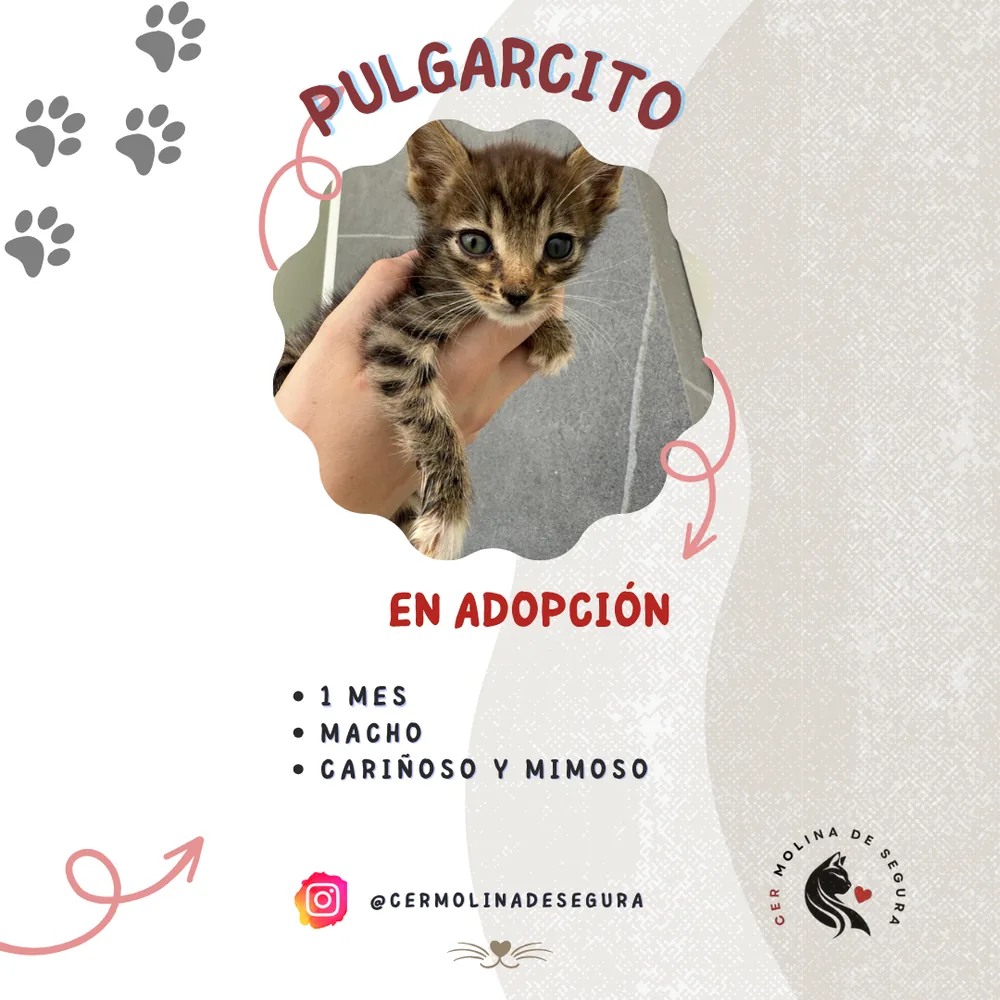 PULGARCITO
EN ADOPCIÓN
• 1 MES
• MACHO
• CARIÑOSO Y MIMOSO
@CERMOLINADESEGURA
CER MOLINA DE SEGURA